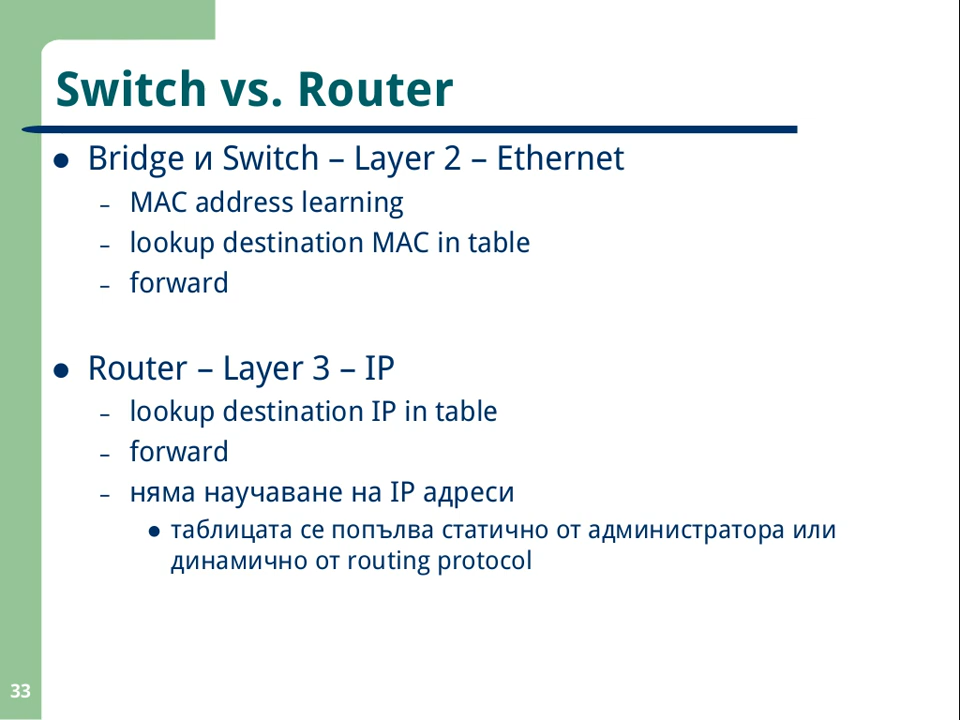 Switch vs. Router
● Bridge и Switch – Layer 2 – Ethernet
– MAC address learning
– lookup destination MAC in table
– forward
● Router – Layer 3 – IP
– lookup destination IP in table
– forward
– няма научаване на IP адреси
● таблицата се попълва статично от администратора или
динамично от routing protocol
33